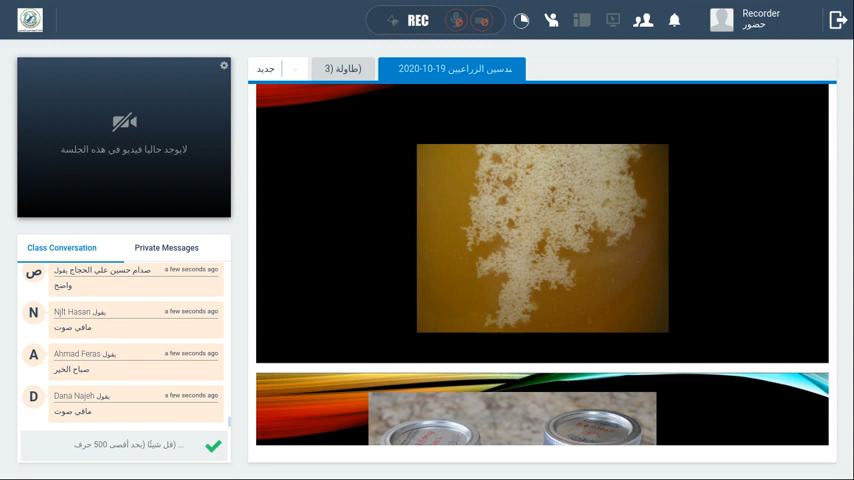 REC
Recorder
حضور
لايوجد حاليا فيديو في هذه الجلسة
جديد
(طاولة (3
ندسين الزراعيين 19-10-2020
Class Conversation
Private Messages
ص
صدام حسين علي الحجاج يقول
a few seconds ago
واضح
N
Njlt Hasan يقول
a few seconds ago
مافي صوت
A
Ahmad Feras يقول
a few seconds ago
صباح الخير
D
Dana Najeh يقول
a few seconds ago
مافي صوت
... (قل شيئًا (بحد أقصى 500 حرف